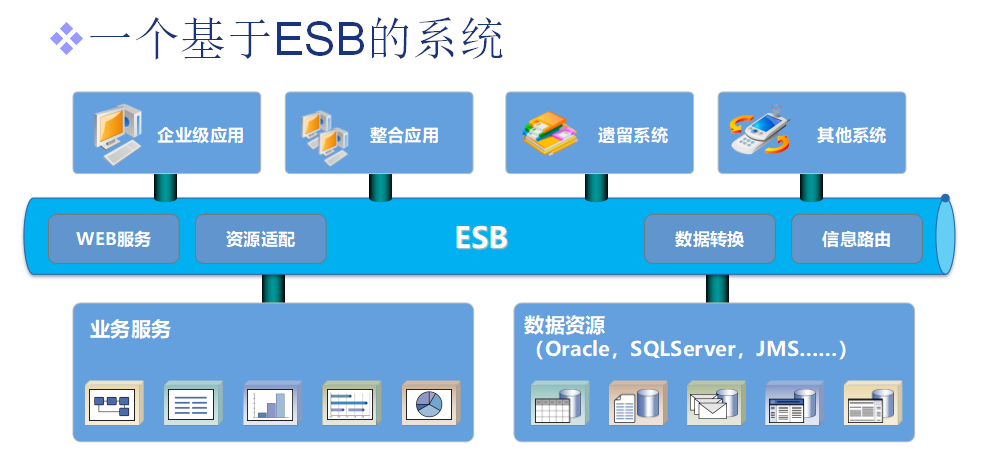 一个基于ESB的系统
企业级应用
整合应用
遗留系统
其他系统
WEB服务
资源适配
ESB
数据转换
信息路由
业务服务
数据资源
（Oracle，SQLServer，JMS……）